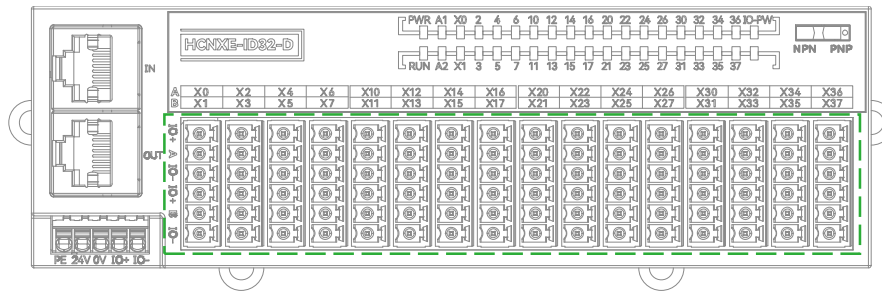 PWR A1 X0 2 4 6 10 12 14 16 20 22 24 26 30 32 34 36 IO-PW
HCNXE-ID32-D
NPN PNP
RUN A2 X1 3 5 7 11 13 15 17 21 23 25 27 31 33 35 37
IN
A X0 X2 X4 X6 X10 X12 X14 X16 X20 X22 X24 X26 X30 X32 X34 X36
B X1 X3 X5 X7 X11 X13 X15 X17 X21 X23 X25 X27 X31 X33 X35 X37
OUT
IO+
A
IO-
IO+
B
IO-
PE 24V 0V IO+ IO-